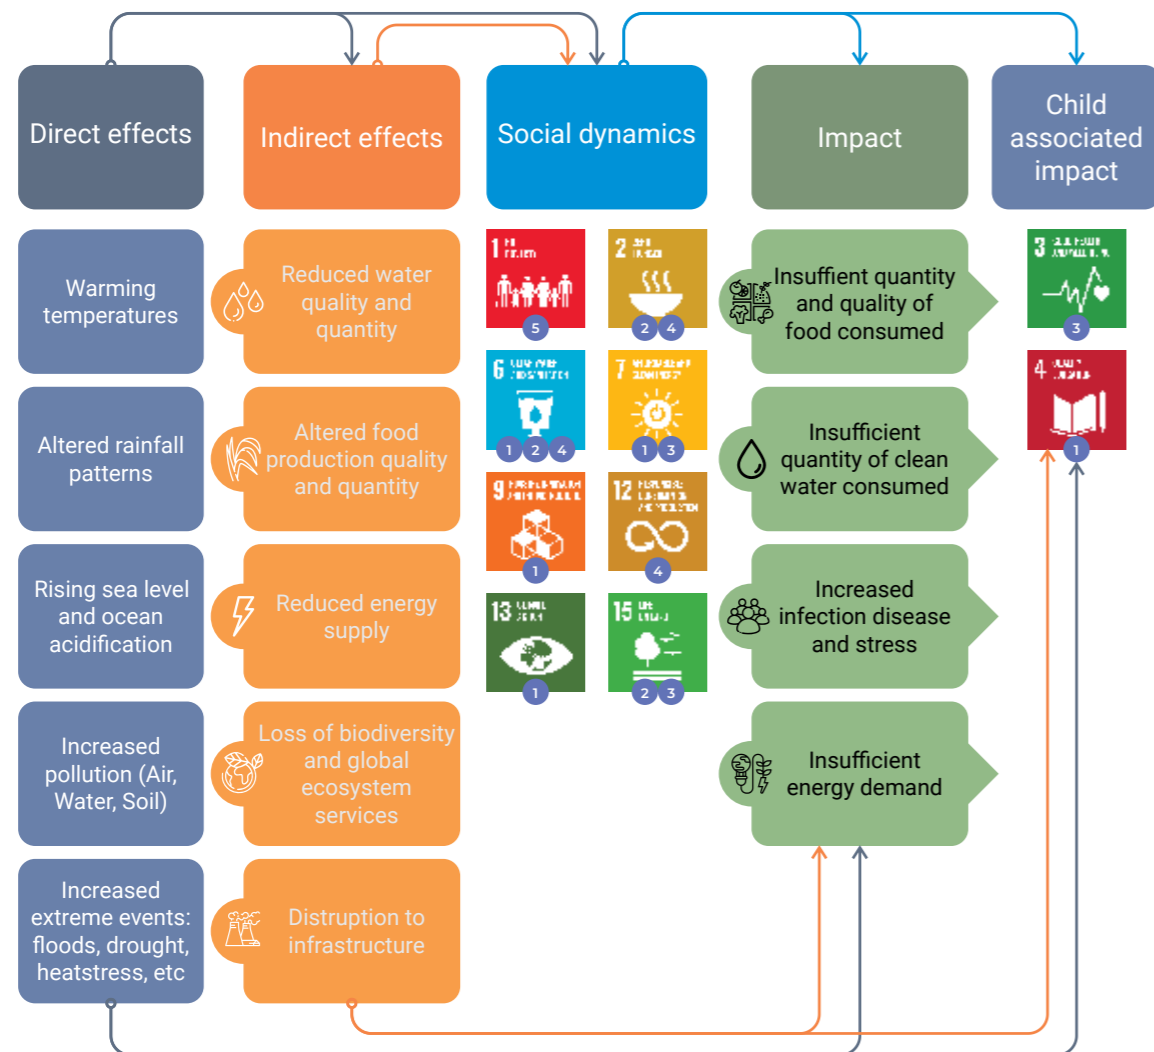 Direct effects
Indirect effects
Social dynamics
Impact
Child
associated
impact
Warming
temperatures
Altered rainfall
patterns
Rising sea level
and ocean
acidification
Increased
pollution (Air,
Water, Soil)
Increased
extreme events:
floods, drought,
heatstress, etc
Reduced water
quality and
quantity
Altered food
production quality
and quantity
Reduced energy
supply
Loss of biodiversity
and global
ecosystem
services
Distruption to
infrastructure
1
5
2
2 4
6
1 2 4
7
1 3
9
1
12
4
13
1
15
2 3
Insuffient quantity
and quality of
food consumed
Insufficient
quantity of clean
water consumed
Increased
infection disease
and stress
Insufficient
energy demand
3
3
4
1